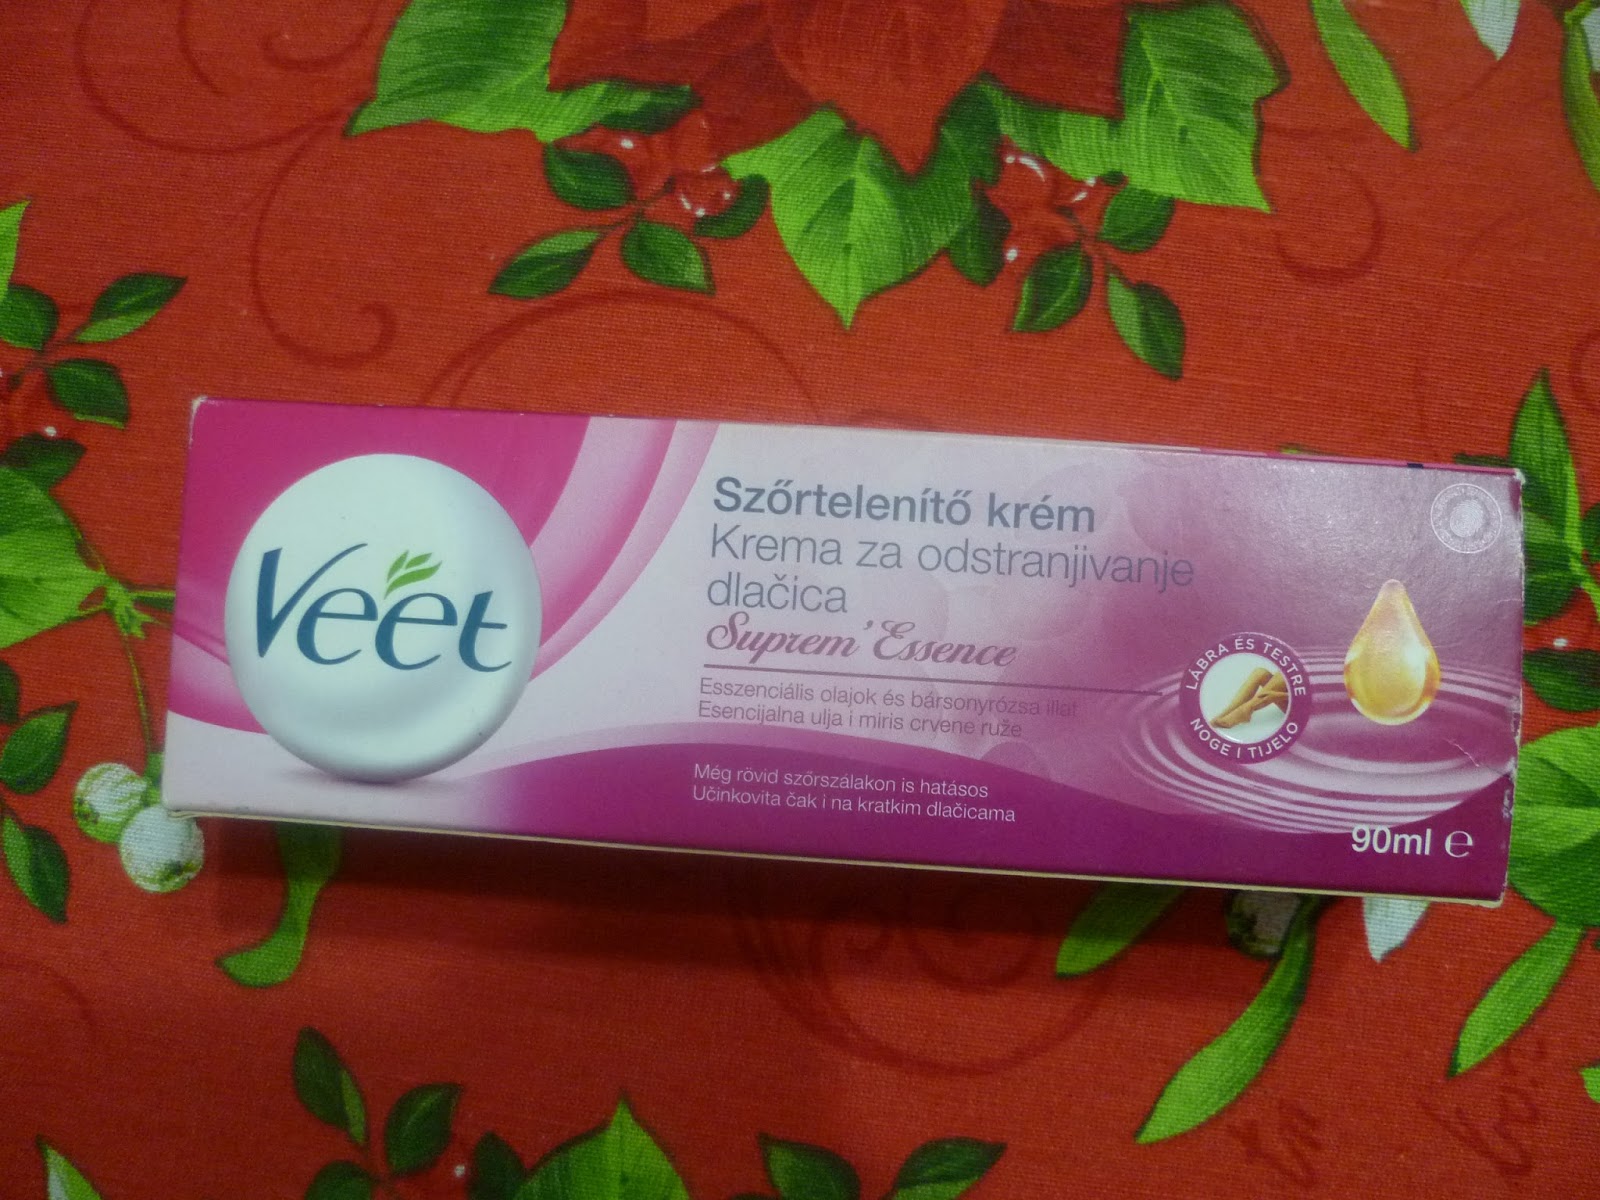 Veet
Szőrtelenítő krém
Krema za odstranjivanje
dlačica
Suprem'Essence
Esszenciális olajok és bársonyrózsa illat
Esencijalna ulja i miris crvene ruže
Még rövid szőrszálakon is hatásos
Učinkovita čak i na kratkim dlačicama
LÁBRA ÉS TESTRE
NOGE I TIJELO
90ml ℮